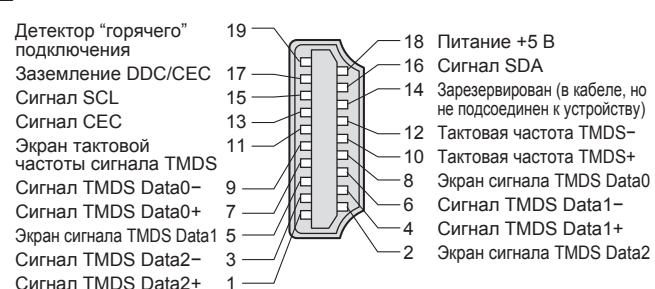 Детектор “горячего” 19
подключения
Заземление DDC/CEC 17
Сигнал SCL 15
Сигнал CEC 13
Экран тактовой 11
частоты сигнала TMDS
Сигнал TMDS Data0− 9
Сигнал TMDS Data0+ 7
Экран сигнала TMDS Data1 5
Сигнал TMDS Data2− 3
Сигнал TMDS Data2+ 1
18 Питание +5 В
16 Сигнал SDA
14 Зарезервирован (в кабеле, но
не подсоединен к устройству)
12 Тактовая частота TMDS−
10 Тактовая частота TMDS+
8 Экран сигнала TMDS Data0
6 Сигнал TMDS Data1−
4 Сигнал TMDS Data1+
2 Экран сигнала TMDS Data2